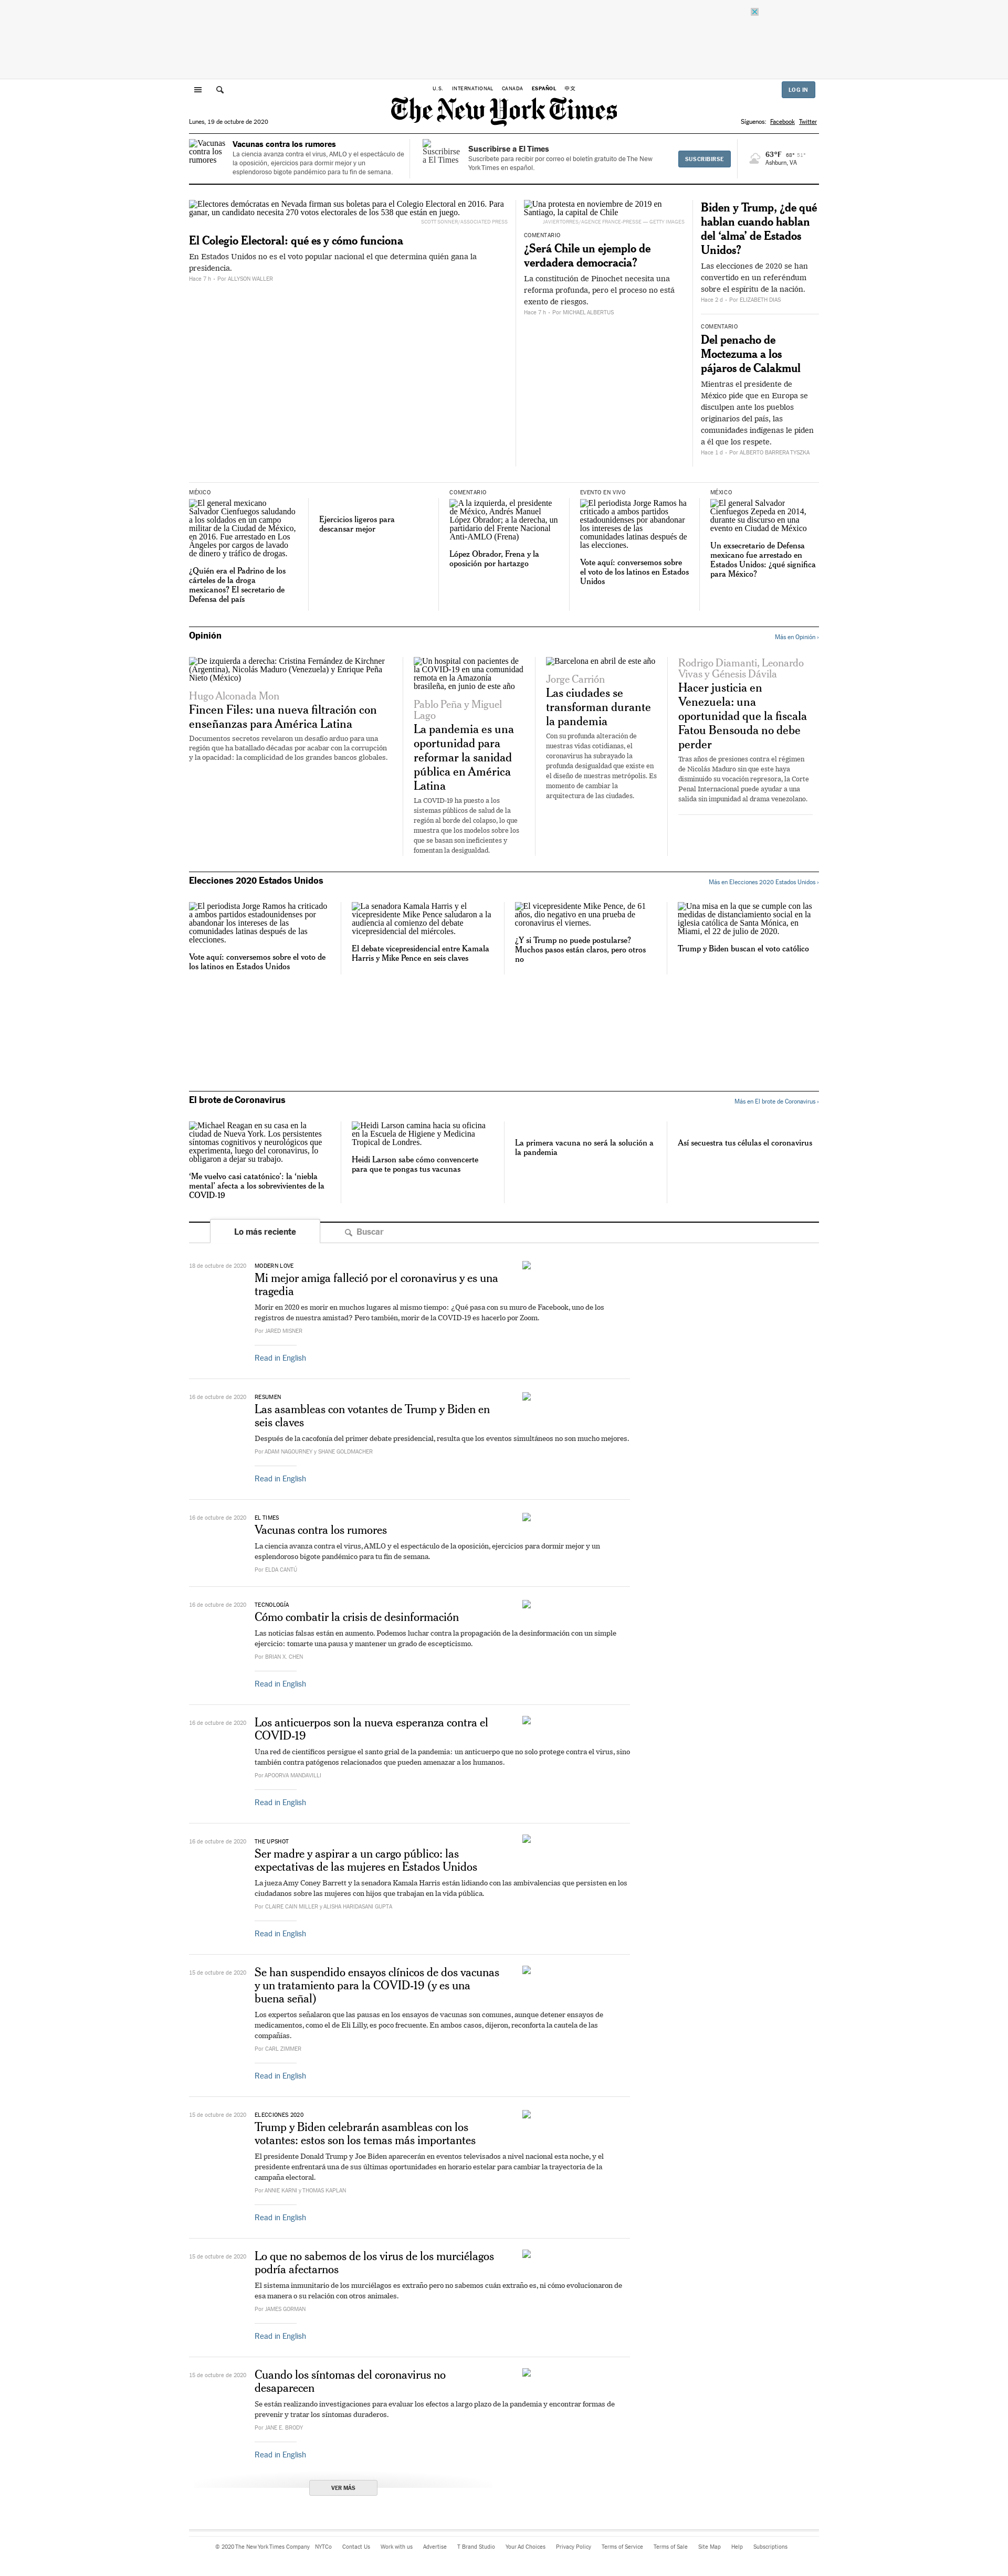 U.S. INTERNATIONAL CANADA ESPAÑOL 中文
LOG IN
The New York Times
Lunes, 19 de octubre de 2020
Síguenos: Facebook Twitter
Vacunas contra los rumores
Vacunas contra los rumores
La ciencia avanza contra el virus, AMLO y el espectáculo de
la oposición, ejercicios para dormir mejor y un
esplendoroso bigote pandémico para tu fin de semana.
Suscribirse a El Times
Suscribirse a El Times
Suscríbete para recibir por correo el boletín gratuito de The New
York Times en español.
SUSCRIBIRSE
63°F 68° 51°
Ashburn, VA
Electores demócratas en Nevada firman sus boletas para el Colegio Electoral en 2016. Para
ganar, un candidato necesita 270 votos electorales de los 538 que están en juego.
SCOTT SONNER/ASSOCIATED PRESS
El Colegio Electoral: qué es y cómo funciona
En Estados Unidos no es el voto popular nacional el que determina quién gana la
presidencia.
Hace 7 h • Por ALLYSON WALLER
Una protesta en noviembre de 2019 en
Santiago, la capital de Chile
JAVIER TORRES/AGENCE FRANCE-PRESSE — GETTY IMAGES
COMENTARIO
¿Será Chile un ejemplo de
verdadera democracia?
La constitución de Pinochet necesita una
reforma profunda, pero el proceso no está
exento de riesgos.
Hace 7 h • Por MICHAEL ALBERTUS
Biden y Trump, ¿de qué
hablan cuando hablan
del ‘alma’ de Estados
Unidos?
Las elecciones de 2020 se han
convertido en un referéndum
sobre el espíritu de la nación.
Hace 2 d • Por ELIZABETH DIAS
COMENTARIO
Del penacho de
Moctezuma a los
pájaros de Calakmul
Mientras el presidente de
México pide que en Europa se
disculpen ante los pueblos
originarios del país, las
comunidades indígenas le piden
a él que los respete.
Hace 1 d • Por ALBERTO BARRERA TYSZKA
MÉXICO
El general mexicano
Salvador Cienfuegos saludando
a los soldados en un campo
militar de la Ciudad de México,
en 2016. Fue arrestado en Los
Ángeles por cargos de lavado
de dinero y tráfico de drogas.
¿Quién era el Padrino de los
cárteles de la droga
mexicanos? El secretario de
Defensa del país
Ejercicios ligeros para
descansar mejor
COMENTARIO
A la izquierda, el presidente
de México, Andrés Manuel
López Obrador; a la derecha, un
partidario del Frente Nacional
Anti-AMLO (Frena)
López Obrador, Frena y la
oposición por hartazgo
EVENTO EN VIVO
El periodista Jorge Ramos ha
criticado a ambos partidos
estadounidenses por abandonar
los intereses de las
comunidades latinas después de
las elecciones.
Vote aquí: conversemos sobre
el voto de los latinos en Estados
Unidos
MÉXICO
El general Salvador
Cienfuegos Zepeda en 2014,
durante su discurso en una
evento en Ciudad de México
Un exsecretario de Defensa
mexicano fue arrestado en
Estados Unidos: ¿qué significa
para México?
Opinión
Más en Opinión ›
De izquierda a derecha: Cristina Fernández de Kirchner
(Argentina), Nicolás Maduro (Venezuela) y Enrique Peña
Nieto (México)
Hugo Alconada Mon
Fincen Files: una nueva filtración con
enseñanzas para América Latina
Documentos secretos revelaron un desafío arduo para una
región que ha batallado décadas por acabar con la corrupción
y la opacidad: la complicidad de los grandes bancos globales.
Un hospital con pacientes de
la COVID-19 en una comunidad
remota en la Amazonía
brasileña, en junio de este año
Pablo Peña y Miguel
Lago
La pandemia es una
oportunidad para
reformar la sanidad
pública en América
Latina
La COVID-19 ha puesto a los
sistemas públicos de salud de la
región al borde del colapso, lo que
muestra que los modelos sobre los
que se basan son ineficientes y
fomentan la desigualdad.
Barcelona en abril de este año
Jorge Carrión
Las ciudades se
transforman durante
la pandemia
Con su profunda alteración de
nuestras vidas cotidianas, el
coronavirus ha subrayado la
profunda desigualdad que existe en
el diseño de nuestras metrópolis. Es
momento de cambiar la
arquitectura de las ciudades.
Rodrigo Diamanti, Leonardo
Vivas y Génesis Dávila
Hacer justicia en
Venezuela: una
oportunidad que la fiscala
Fatou Bensouda no debe
perder
Tras años de presiones contra el régimen
de Nicolás Maduro sin que este haya
disminuido su vocación represora, la Corte
Penal Internacional puede ayudar a una
salida sin impunidad al drama venezolano.
Elecciones 2020 Estados Unidos
Más en Elecciones 2020 Estados Unidos ›
El periodista Jorge Ramos ha criticado
a ambos partidos estadounidenses por
abandonar los intereses de las
comunidades latinas después de las
elecciones.
Vote aquí: conversemos sobre el voto de
los latinos en Estados Unidos
La senadora Kamala Harris y el
vicepresidente Mike Pence saludaron a la
audiencia al comienzo del debate
vicepresidencial del miércoles.
El debate vicepresidencial entre Kamala
Harris y Mike Pence en seis claves
El vicepresidente Mike Pence, de 61
años, dio negativo en una prueba de
coronavirus el viernes.
¿Y si Trump no puede postularse?
Muchos pasos están claros, pero otros
no
Una misa en la que se cumple con las
medidas de distanciamiento social en la
iglesia católica de Santa Mónica, en
Miami, el 22 de julio de 2020.
Trump y Biden buscan el voto católico
El brote de Coronavirus
Más en El brote de Coronavirus ›
Michael Reagan en su casa en la
ciudad de Nueva York. Los persistentes
síntomas cognitivos y neurológicos que
experimenta, luego del coronavirus, lo
obligaron a dejar su trabajo.
‘Me vuelvo casi catatónico’: la ‘niebla
mental’ afecta a los sobrevivientes de la
COVID-19
Heidi Larson camina hacia su oficina
en la Escuela de Higiene y Medicina
Tropical de Londres.
Heidi Larson sabe cómo convencerte
para que te pongas tus vacunas
La primera vacuna no será la solución a
la pandemia
Así secuestra tus células el coronavirus
Lo más reciente
Buscar
18 de octubre de 2020
MODERN LOVE
Mi mejor amiga falleció por el coronavirus y es una
tragedia
Morir en 2020 es morir en muchos lugares al mismo tiempo: ¿Qué pasa con su muro de Facebook, uno de los
registros de nuestra amistad? Pero también, morir de la COVID-19 es hacerlo por Zoom.
Por JARED MISNER
Read in English
16 de octubre de 2020
RESUMEN
Las asambleas con votantes de Trump y Biden en
seis claves
Después de la cacofonía del primer debate presidencial, resulta que los eventos simultáneos no son mucho mejores.
Por ADAM NAGOURNEY y SHANE GOLDMACHER
Read in English
16 de octubre de 2020
EL TIMES
Vacunas contra los rumores
La ciencia avanza contra el virus, AMLO y el espectáculo de la oposición, ejercicios para dormir mejor y un
esplendoroso bigote pandémico para tu fin de semana.
Por ELDA CANTÚ
16 de octubre de 2020
TECNOLOGÍA
Cómo combatir la crisis de desinformación
Las noticias falsas están en aumento. Podemos luchar contra la propagación de la desinformación con un simple
ejercicio: tomarte una pausa y mantener un grado de escepticismo.
Por BRIAN X. CHEN
Read in English
16 de octubre de 2020
Los anticuerpos son la nueva esperanza contra el
COVID-19
Una red de científicos persigue el santo grial de la pandemia: un anticuerpo que no solo protege contra el virus, sino
también contra patógenos relacionados que pueden amenazar a los humanos.
Por APOORVA MANDAVILLI
Read in English
16 de octubre de 2020
THE UPSHOT
Ser madre y aspirar a un cargo público: las
expectativas de las mujeres en Estados Unidos
La jueza Amy Coney Barrett y la senadora Kamala Harris están lidiando con las ambivalencias que persisten en los
ciudadanos sobre las mujeres con hijos que trabajan en la vida pública.
Por CLAIRE CAIN MILLER y ALISHA HARIDASANI GUPTA
Read in English
15 de octubre de 2020
Se han suspendido ensayos clínicos de dos vacunas
y un tratamiento para la COVID-19 (y es una
buena señal)
Los expertos señalaron que las pausas en los ensayos de vacunas son comunes, aunque detener ensayos de
medicamentos, como el de Eli Lilly, es poco frecuente. En ambos casos, dijeron, reconforta la cautela de las
compañías.
Por CARL ZIMMER
Read in English
15 de octubre de 2020
ELECCIONES 2020
Trump y Biden celebrarán asambleas con los
votantes: estos son los temas más importantes
El presidente Donald Trump y Joe Biden aparecerán en eventos televisados a nivel nacional esta noche, y el
presidente enfrentará una de sus últimas oportunidades en horario estelar para cambiar la trayectoria de la
campaña electoral.
Por ANNIE KARNI y THOMAS KAPLAN
Read in English
15 de octubre de 2020
Lo que no sabemos de los virus de los murciélagos
podría afectarnos
El sistema inmunitario de los murciélagos es extraño pero no sabemos cuán extraño es, ni cómo evolucionaron de
esa manera o su relación con otros animales.
Por JAMES GORMAN
Read in English
15 de octubre de 2020
Cuando los síntomas del coronavirus no
desaparecen
Se están realizando investigaciones para evaluar los efectos a largo plazo de la pandemia y encontrar formas de
prevenir y tratar los síntomas duraderos.
Por JANE E. BRODY
Read in English
VER MÁS
© 2020 The New York Times Company NYTCo Contact Us Work with us Advertise T Brand Studio Your Ad Choices Privacy Policy Terms of Service Terms of Sale Site Map Help Subscriptions